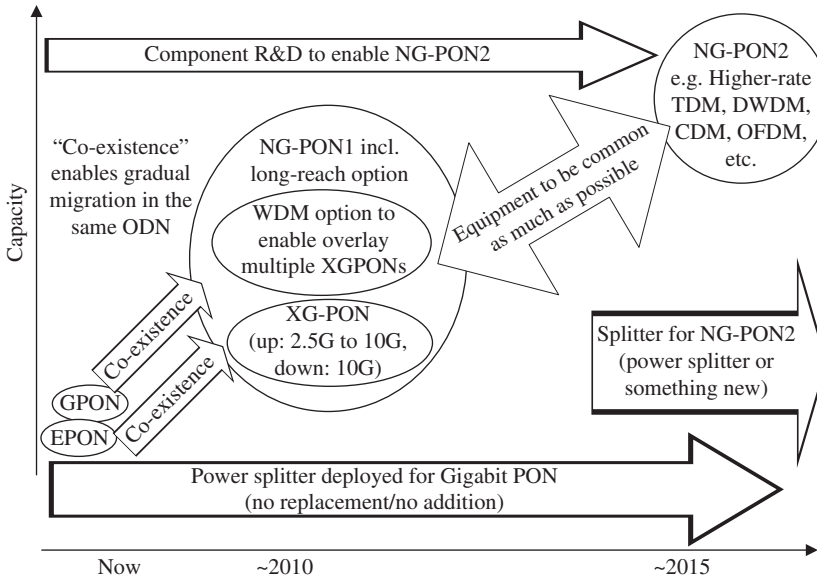 Component R&D to enable NG-PON2
NG-PON2
e.g. Higher-rate
TDM, DWDM,
CDM, OFDM,
etc.
“Co-existence”
enables gradual
migration in the
same ODN
NG-PON1 incl.
long-reach option
WDM option to
enable overlay
multiple XGPONs
Equipment to be common
as much as possible
XG-PON
(up: 2.5G to 10G,
down: 10G)
Co-existence
Co-existence
GPON
EPON
Splitter for NG-PON2
(power splitter or
something new)
Power splitter deployed for Gigabit PON
(no replacement/no addition)
Capacity
Now
~2010
~2015